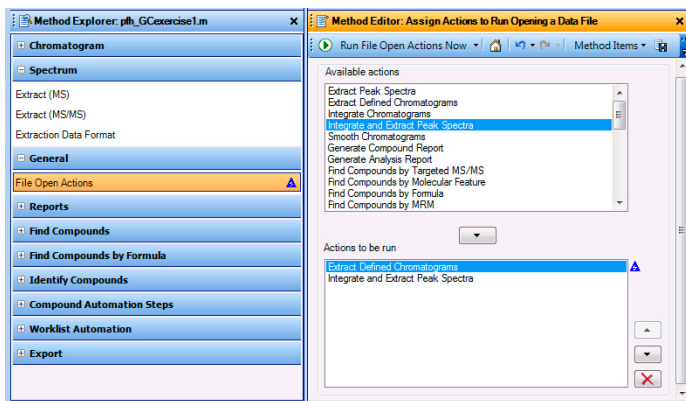 Method Explorer: pfh_GCexercise1.m
Chromatogram
Spectrum
Extract (MS)
Extract (MS/MS)
Extraction Data Format
General
File Open Actions
Reports
Find Compounds
Find Compounds by Formula
Identify Compounds
Compound Automation Steps
Worklist Automation
Export
Method Editor: Assign Actions to Run Opening a Data File
Run File Open Actions Now
Method Items
Available actions
Extract Peak Spectra
Extract Defined Chromatograms
Integrate Chromatograms
Integrate and Extract Peak Spectra
Smooth Chromatograms
Generate Compound Report
Generate Analysis Report
Find Compounds by Targeted MS/MS
Find Compounds by Molecular Feature
Find Compounds by Formula
Find Compounds by MRM
Actions to be run
Extract Defined Chromatograms
Integrate and Extract Peak Spectra